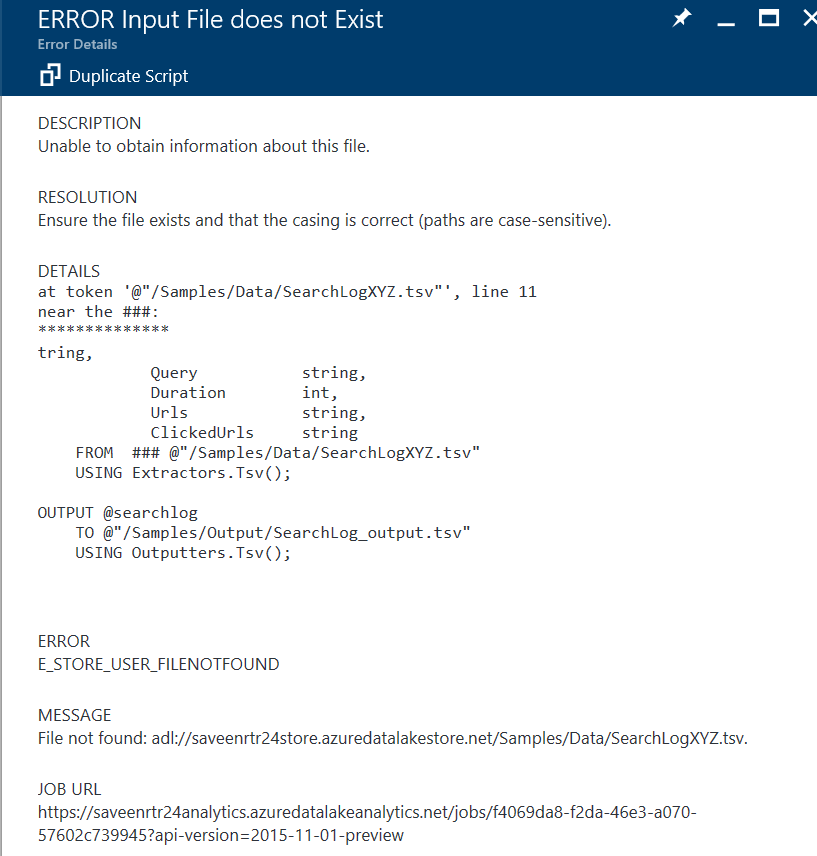 ERROR Input File does not Exist
Error Details
Duplicate Script
DESCRIPTION
Unable to obtain information about this file.
RESOLUTION
Ensure the file exists and that the casing is correct (paths are case-sensitive).
DETAILS
at token '@"/Samples/Data/SearchLogXYZ.tsv"', line 11
near the ###:
**************
tring,
            Query           string,
            Duration        int,
            Urls            string,
            ClickedUrls     string
    FROM  ### @"/Samples/Data/SearchLogXYZ.tsv"
    USING Extractors.Tsv();
OUTPUT @searchlog
    TO @"/Samples/Output/SearchLog_output.tsv"
    USING Outputters.Tsv();
ERROR
E_STORE_USER_FILENOTFOUND
MESSAGE
File not found: adl://saveenrtr24store.azuredatalakestore.net/Samples/Data/SearchLogXYZ.tsv.
JOB URL
https://saveenrtr24analytics.azuredatalakeanalytics.net/jobs/f4069da8-f2da-46e3-a070-
57602c739945?api-version=2015-11-01-preview